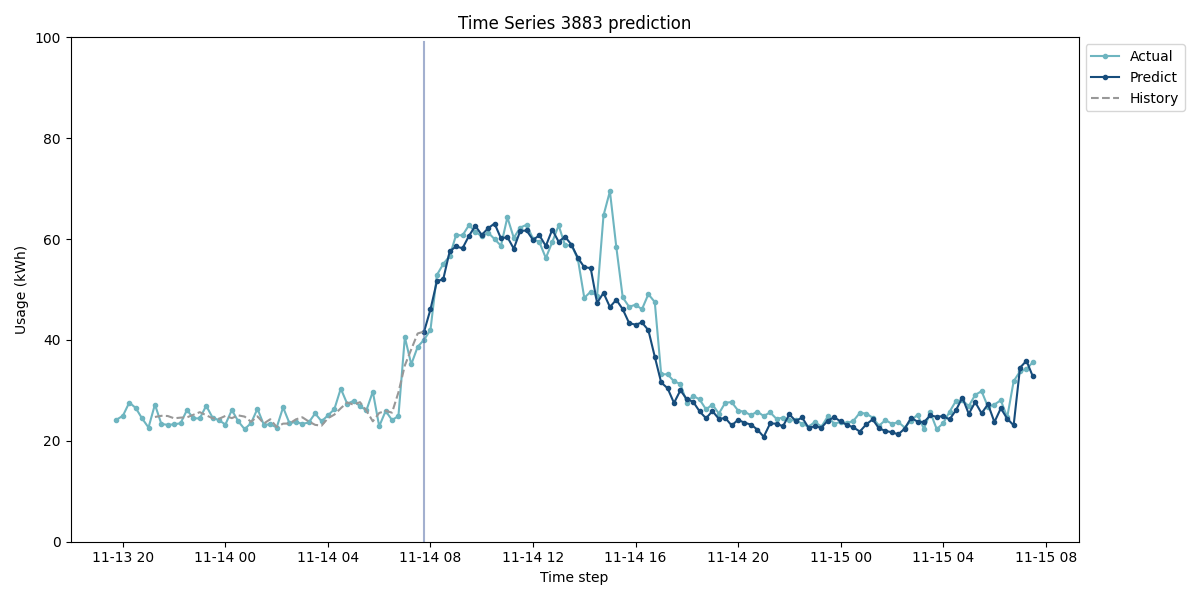 Time Series 3883 prediction
100
80
60
40
20
0
Usage (kWh)
11-13 20
11-14 00
11-14 04
11-14 08
11-14 12
11-14 16
11-14 20
11-15 00
11-15 04
11-15 08
Time step
Actual
Predict
History